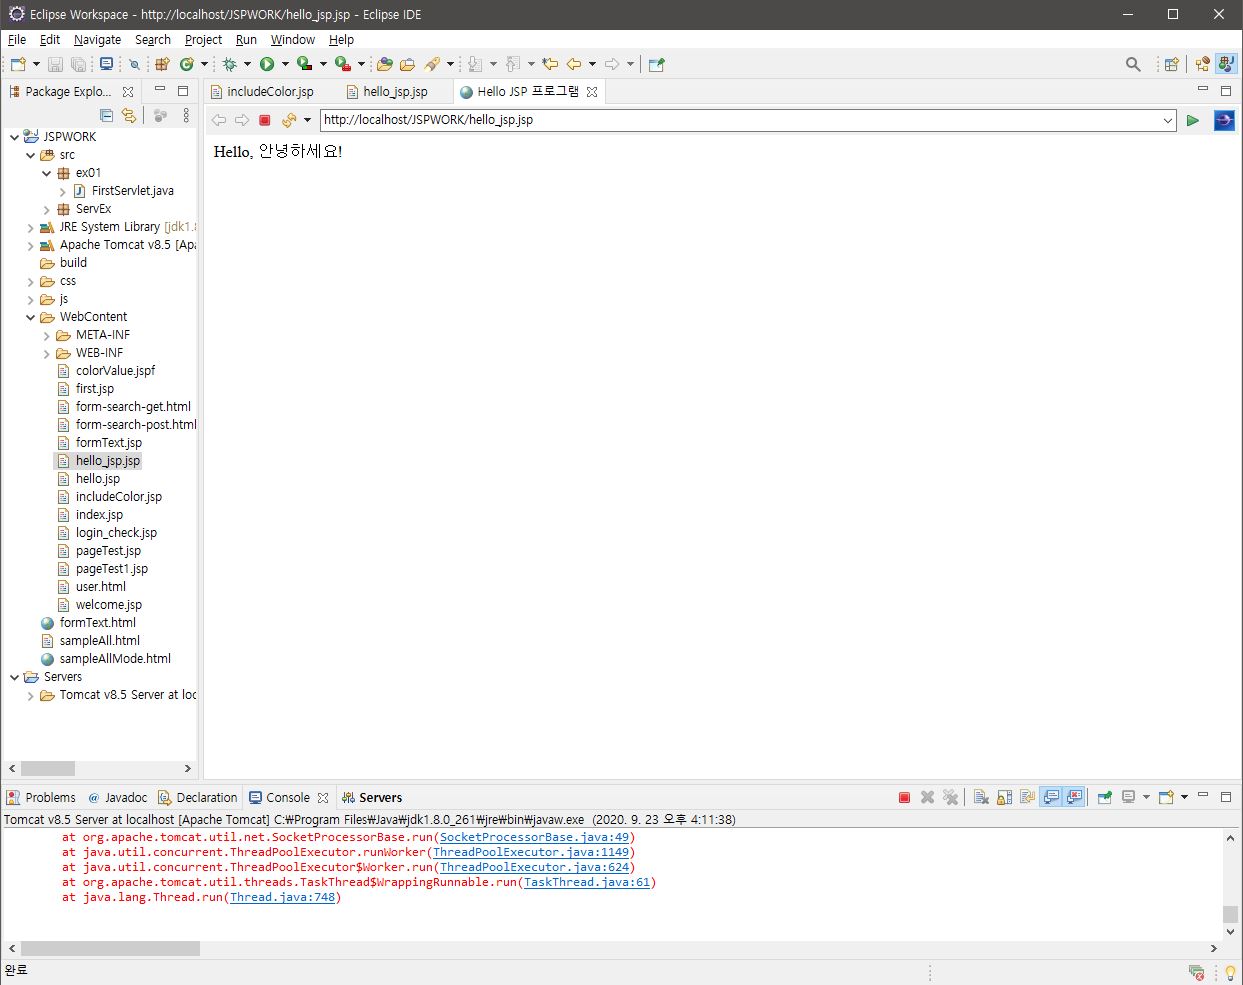 Eclipse Workspace - http://localhost/JSPWORK/hello_jsp.jsp - Eclipse IDE
File Edit Navigate Search Project Run Window Help
Package Explo...
includeColor.jsp hello_jsp.jsp Hello JSP 프로그램
http://localhost/JSPWORK/hello_jsp.jsp
Hello, 안녕하세요!
JSPWORK
src
ex01
FirstServlet.java
ServEx
JRE System Library [jdk1.8
Apache Tomcat v8.5 [Apa
build
css
js
WebContent
META-INF
WEB-INF
colorValue.jspf
first.jsp
form-search-get.html
form-search-post.html
formText.jsp
hello_jsp.jsp
hello.jsp
includeColor.jsp
index.jsp
login_check.jsp
pageTest.jsp
pageTest1.jsp
user.html
welcome.jsp
formText.html
sampleAll.html
sampleAllMode.html
Servers
Tomcat v8.5 Server at loc
Problems @ Javadoc Declaration Console Servers
Tomcat v8.5 Server at localhost [Apache Tomcat] C:₩Program Files₩Java₩jdk1.8.0_261₩jre₩bin₩javaw.exe (2020. 9. 23 오후 4:11:38)
at org.apache.tomcat.util.net.SocketProcessorBase.run(SocketProcessorBase.java:49)
at java.util.concurrent.ThreadPoolExecutor.runWorker(ThreadPoolExecutor.java:1149)
at java.util.concurrent.ThreadPoolExecutor$Worker.run(ThreadPoolExecutor.java:624)
at org.apache.tomcat.util.threads.TaskThread$WrappingRunnable.run(TaskThread.java:61)
at java.lang.Thread.run(Thread.java:748)
완료